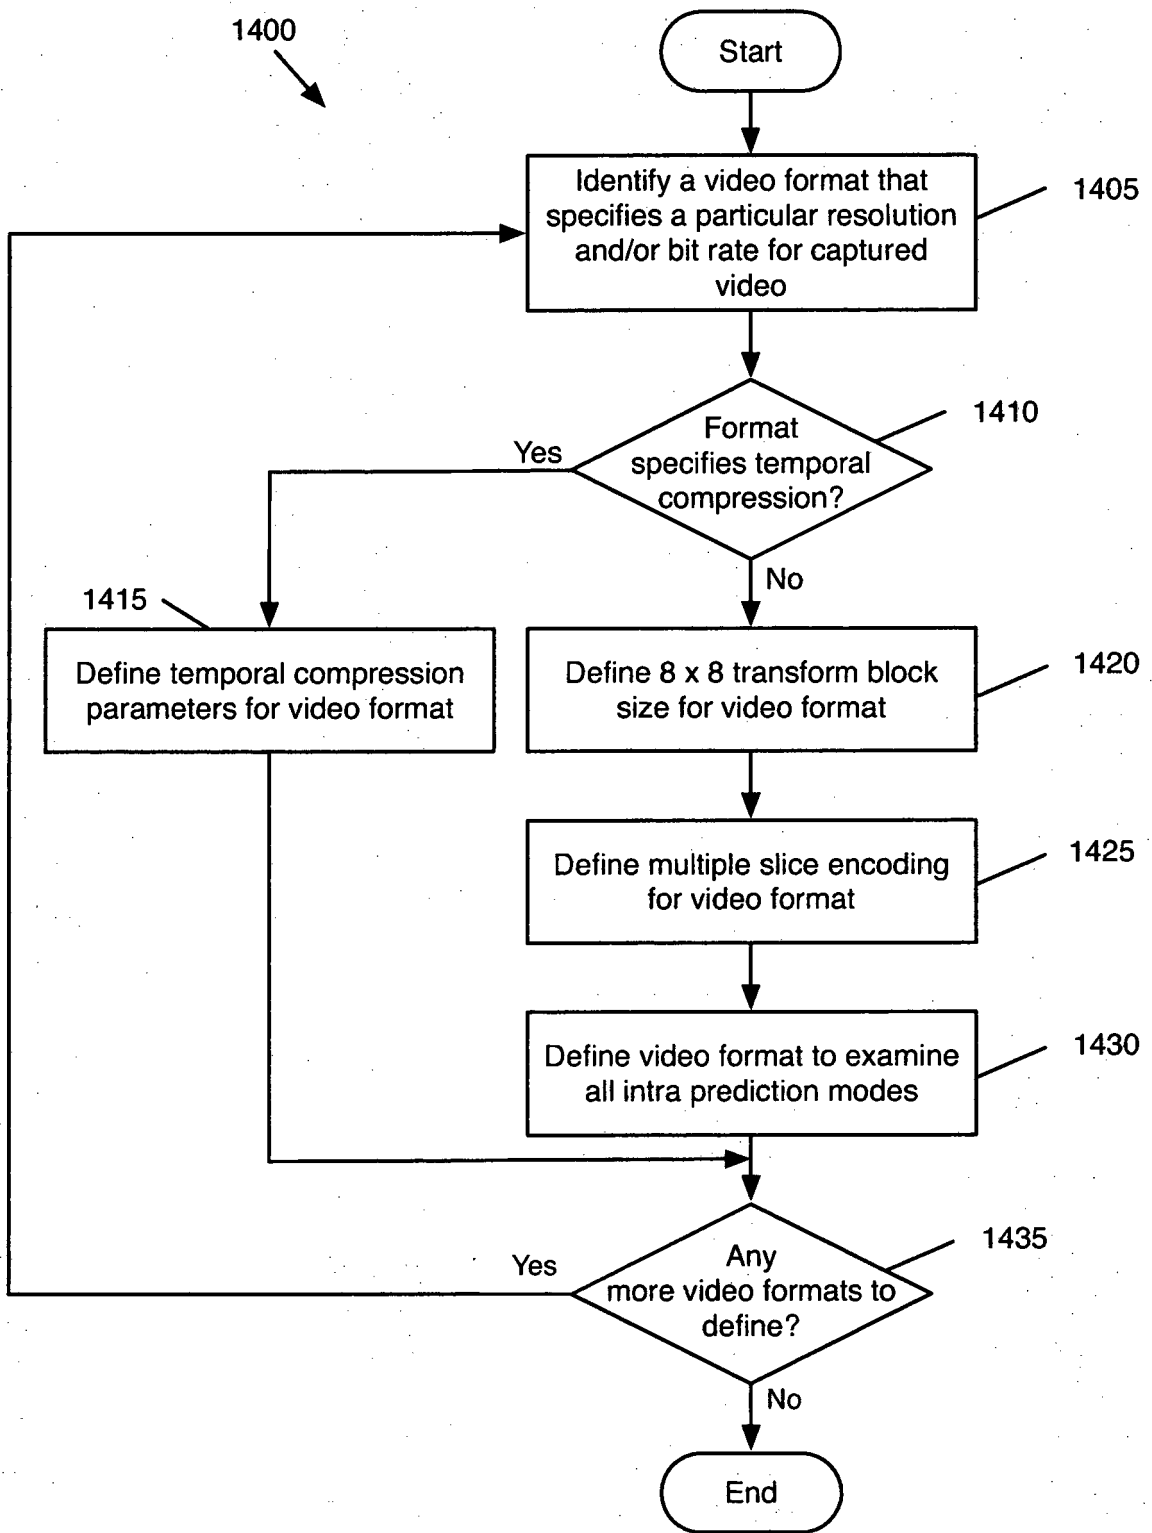 1400
Start
Identify a video format that
specifies a particular resolution
and/or bit rate for captured
video
1405
Format
specifies temporal
compression?
1410
Yes
No
1415
Define temporal compression
parameters for video format
Define 8 x 8 transform block
size for video format
1420
Define multiple slice encoding
for video format
1425
Define video format to examine
all intra prediction modes
1430
Any
more video formats to
define?
1435
Yes
No
End